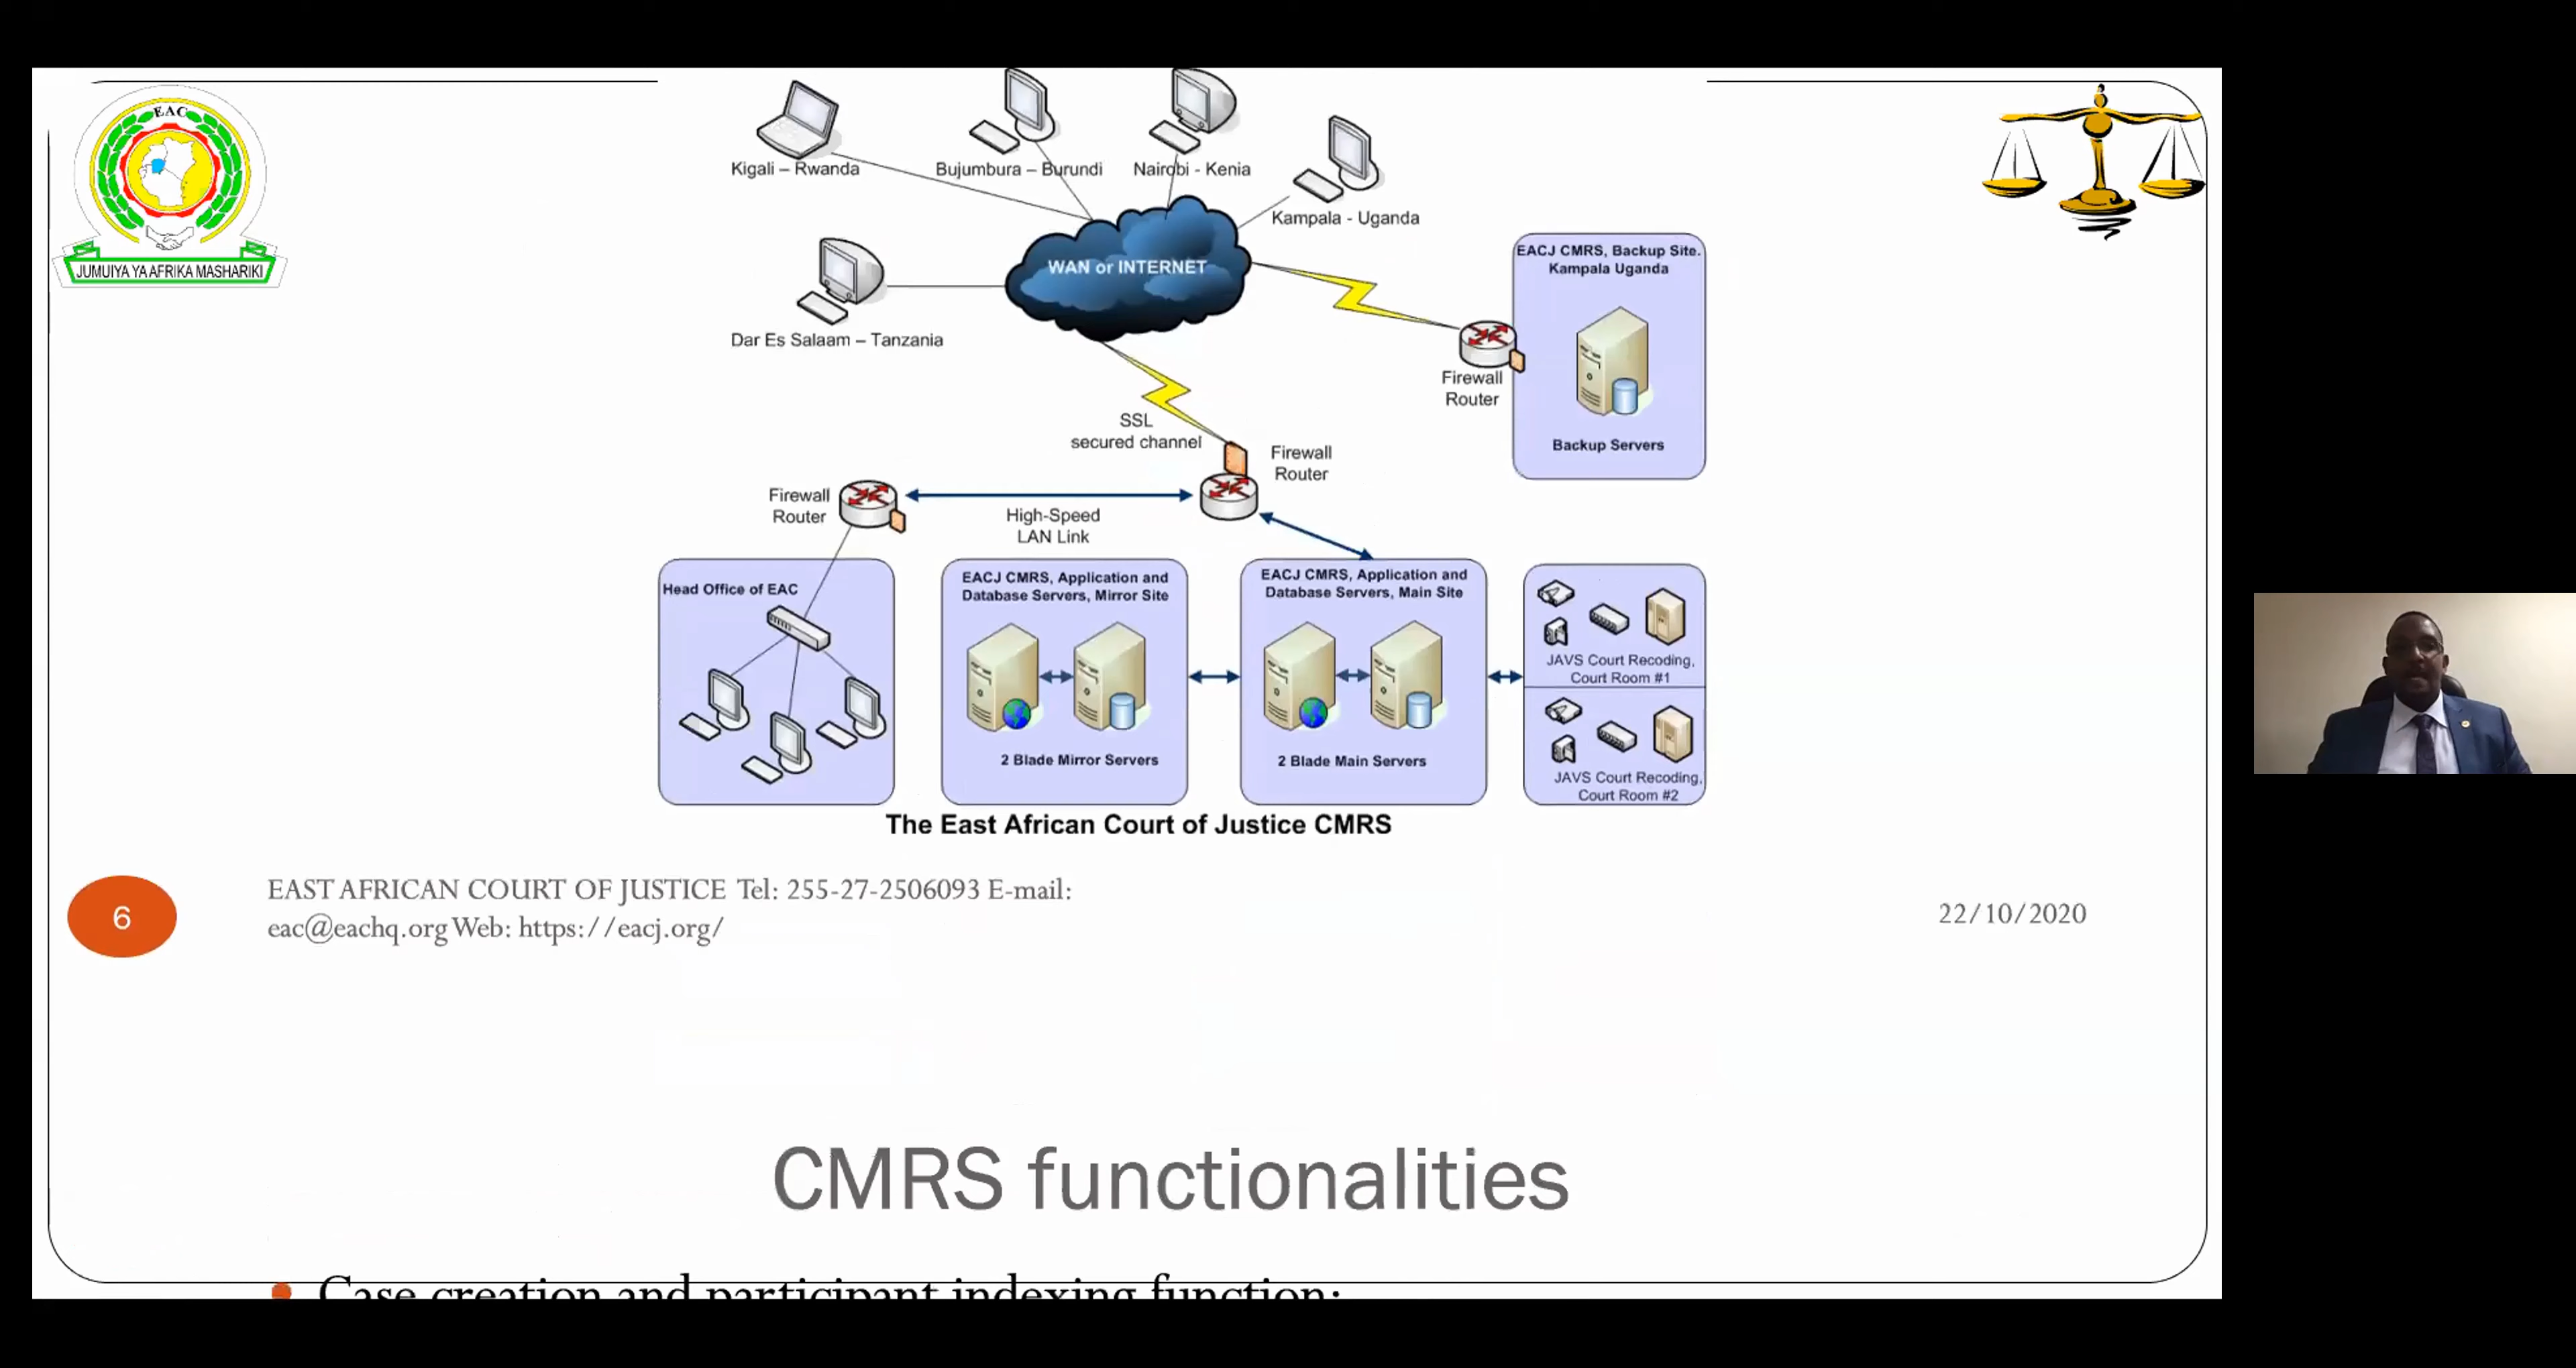 EAC
JUMUIYA YA AFRIKA MASHARIKI
Kigali – Rwanda
Bujumbura – Burundi
Nairobi - Kenia
Kampala - Uganda
WAN or INTERNET
Dar Es Salaam – Tanzania
EACJ CMRS, Backup Site.
Kampala Uganda
Firewall
Router
Backup Servers
SSL
secured channel
Firewall
Router
Firewall
Router
High-Speed
LAN Link
Head Office of EAC
EACJ CMRS, Application and
Database Servers, Mirror Site
2 Blade Mirror Servers
EACJ CMRS, Application and
Database Servers, Main Site
2 Blade Main Servers
JAVS Court Recoding,
Court Room #1
JAVS Court Recoding,
Court Room #2
The East African Court of Justice CMRS
6
EAST AFRICAN COURT OF JUSTICE Tel: 255-27-2506093 E-mail:
eac@eachq.org Web: https://eacj.org/
22/10/2020
CMRS functionalities
• Case creation and participant indexing function;